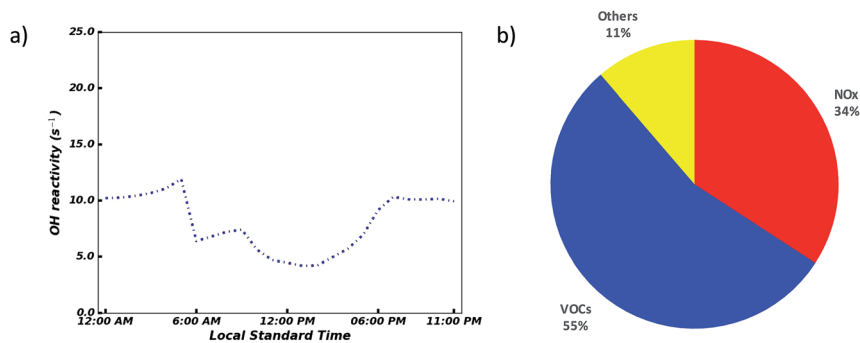 a)
25.0
20.0
15.0
10.0
5.0
0.0
OH reactivity (s⁻¹)
12:00 AM 6:00 AM 12:00 PM 06:00 PM 11:00 PM
Local Standard Time
b)
Others
11%
NOx
34%
VOCs
55%